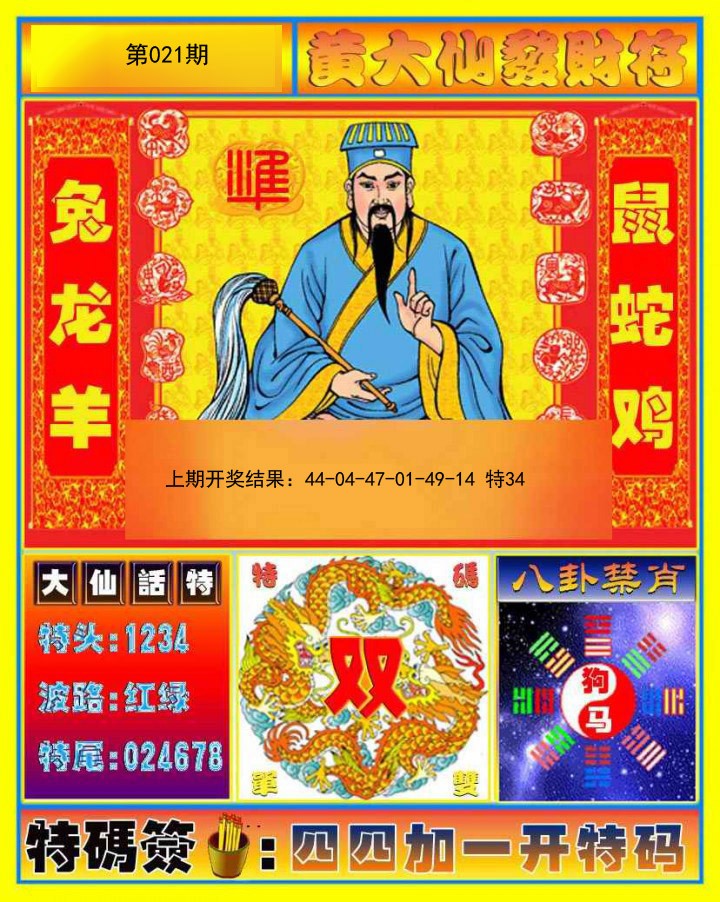 第021期
黄大仙發財符
兔龙羊
鼠蛇鸡
上期开奖结果：44-04-47-01-49-14 特34
大仙話特
特头:1234
波路:红绿
特尾:024678
特 碼
双
單 雙
八卦禁肖
狗
马
特碼簽:四四加一开特码